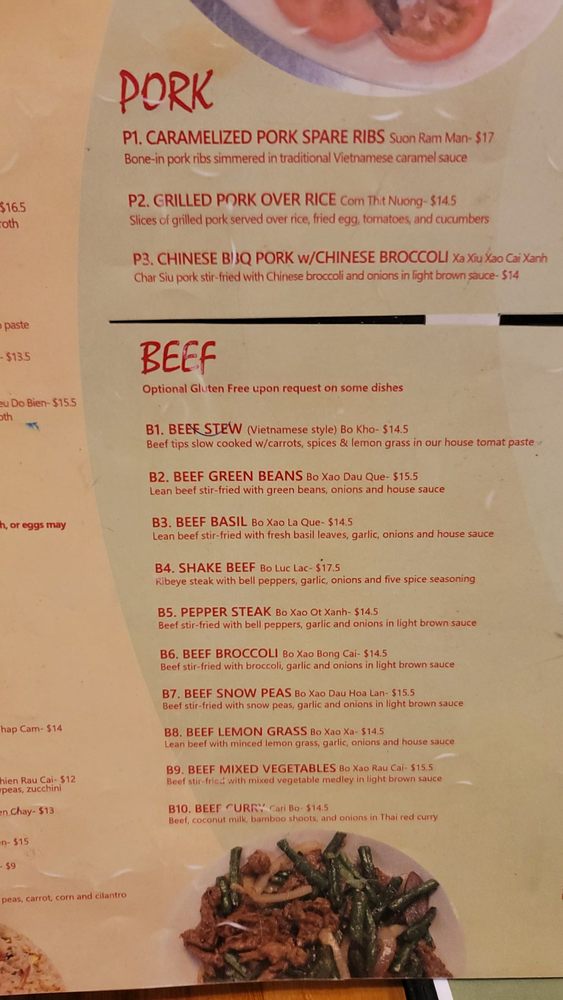 PORK
P1. CARAMELIZED PORK SPARE RIBS Suon Ram Man- $17
Bone-in pork ribs simmered in traditional Vietnamese caramel sauce
P2. GRILLED PORK OVER RICE Com Thit Nuong- $14.5
Slices of grilled pork served over rice, fried egg, tomatoes, and cucumbers
P3. CHINESE BBQ PORK w/CHINESE BROCCOLI Xa Xiu Xao Cai Xanh
Char Siu pork stir-fried with Chinese broccoli and onions in light brown sauce- $14
BEEF
Optional Gluten Free upon request on some dishes
B1. BEEF STEW (Vietnamese style) Bo Kho- $14.5
Beef tips slow cooked w/carrots, spices & lemon grass in our house tomat paste
B2. BEEF GREEN BEANS Bo Xao Dau Que- $15.5
Lean beef stir-fried with green beans, onions and house sauce
B3. BEEF BASIL Bo Xao La Que- $14.5
Lean beef stir-fried with fresh basil leaves, garlic, onions and house sauce
B4. SHAKE BEEF Bo Luc Lac- $17.5
Ribeye steak with bell peppers, garlic, onions and five spice seasoning
B5. PEPPER STEAK Bo Xao Ot Xanh- $14.5
Beef stir-fried with bell peppers, garlic and onions in light brown sauce
B6. BEEF BROCCOLI Bo Xao Bong Cai- $14.5
Beef stir-fried with broccoli, garlic and onions in light brown sauce
B7. BEEF SNOW PEAS Bo Xao Dau Hoa Lan- $15.5
Beef stir-fried with snow peas, garlic and onions in light brown sauce
B8. BEEF LEMON GRASS Bo Xao Xa- $14.5
Lean beef with minced lemon grass, garlic, onions and house sauce
B9. BEEF MIXED VEGETABLES Bo Xao Rau Cai- $15.5
Beef stir-fried with mixed vegetable medley in light brown sauce
B10. BEEF CURRY Cari Bo- $14.5
Beef, coconut milk, bamboo shoots, and onions in Thai red curry
$16.5
roth
paste
- $13.5
eu Do Bien- $15.5
oth
h, or eggs may
hap Cam- $14
hien Rau Cai- $12
peas, zucchini
en Chay- $13
n- $15
- $9
peas, carrot, corn and cilantro